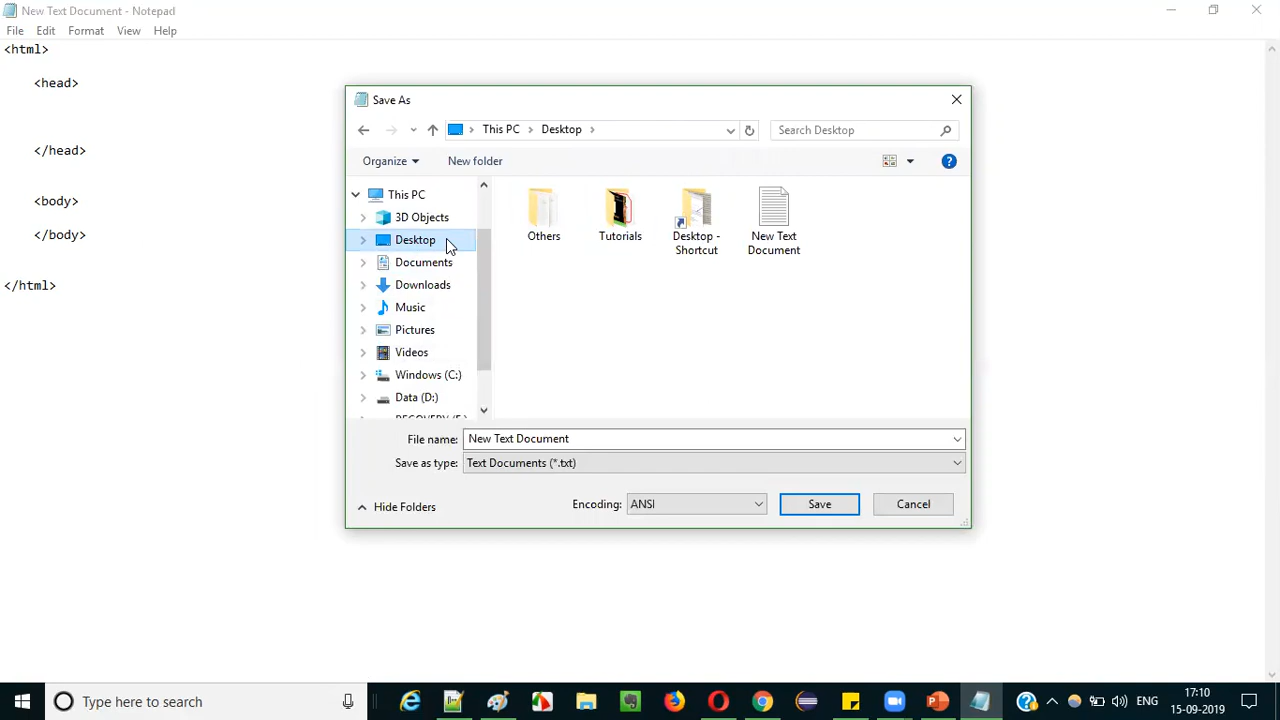 New Text Document - Notepad
File Edit Format View Help
<html>
<head>
</head>
<body>
</body>
</html>
Save As
This PC Desktop
Search Desktop
Organize New folder
This PC
3D Objects
Desktop
Documents
Downloads
Music
Pictures
Videos
Windows (C:)
Data (D:)
RECOVERY (E:)
Others
Tutorials
Desktop -
Shortcut
New Text
Document
File name: New Text Document
Save as type: Text Documents (*.txt)
Hide Folders
Encoding: ANSI
Save
Cancel
Type here to search
ENG
17:10
15-09-2019